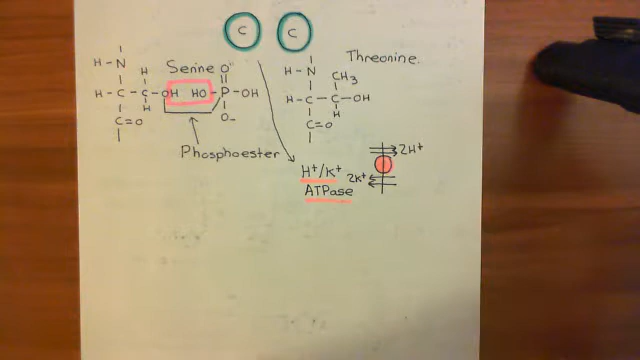 C C
Serine
Threonine.
H-N
H
O
H-C-C-OH HO-P-OH
H
O-
C=O
Phosphoester
H-N
CH3
H-C-C-OH
H
C=O
H+/K+
ATPase
2H+
2K+